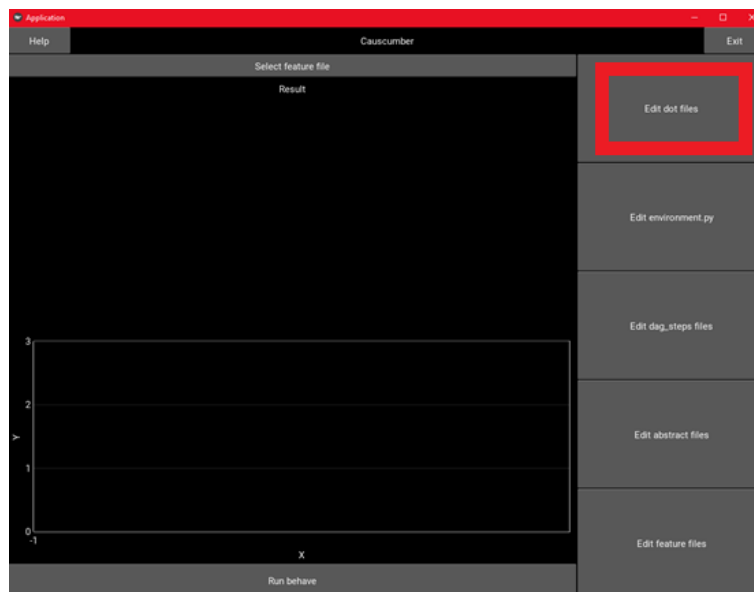 Application
Help
Causcumber
Exit
Select feature file
Result
Edit dot files
Edit environment.py
Edit dag_steps files
Edit abstract files
Edit feature files
3
2
Y
1
0
-1
X
Run behave